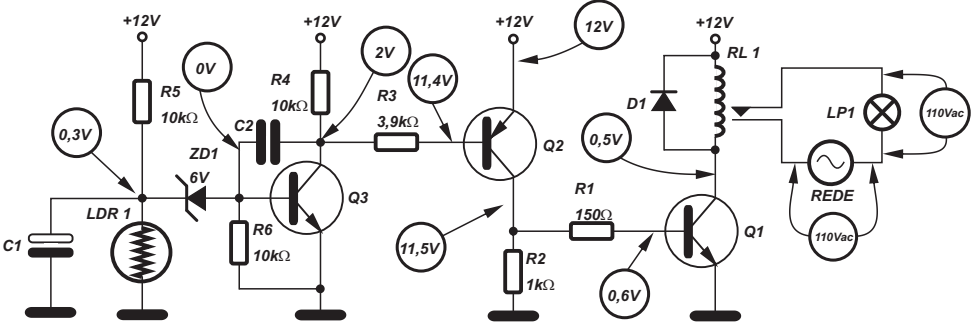 +12V
+12V
+12V
+12V
12V
RL 1
0V
2V
11,4V
R5
10kΩ
R4
10kΩ
R3
3,9kΩ
D1
LP1
110Vac
C2
0,3V
ZD1
6V
Q2
0,5V
Q3
REDE
LDR 1
R6
10kΩ
C1
R1
150Ω
11,5V
Q1
110Vac
R2
1kΩ
0,6V